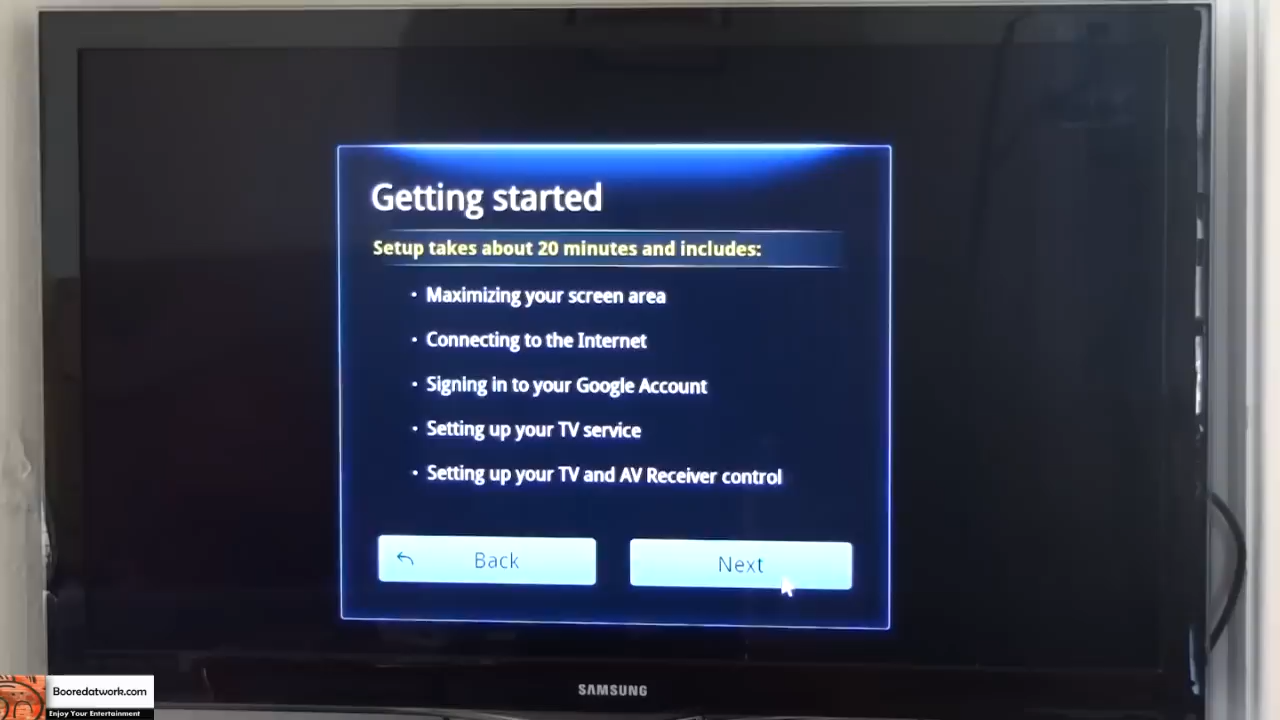 Getting started
Setup takes about 20 minutes and includes:
• Maximizing your screen area
• Connecting to the Internet
• Signing in to your Google Account
• Setting up your TV service
• Setting up your TV and AV Receiver control
Back
Next
SAMSUNG
Booredatwork.com
Enjoy Your Entertainment